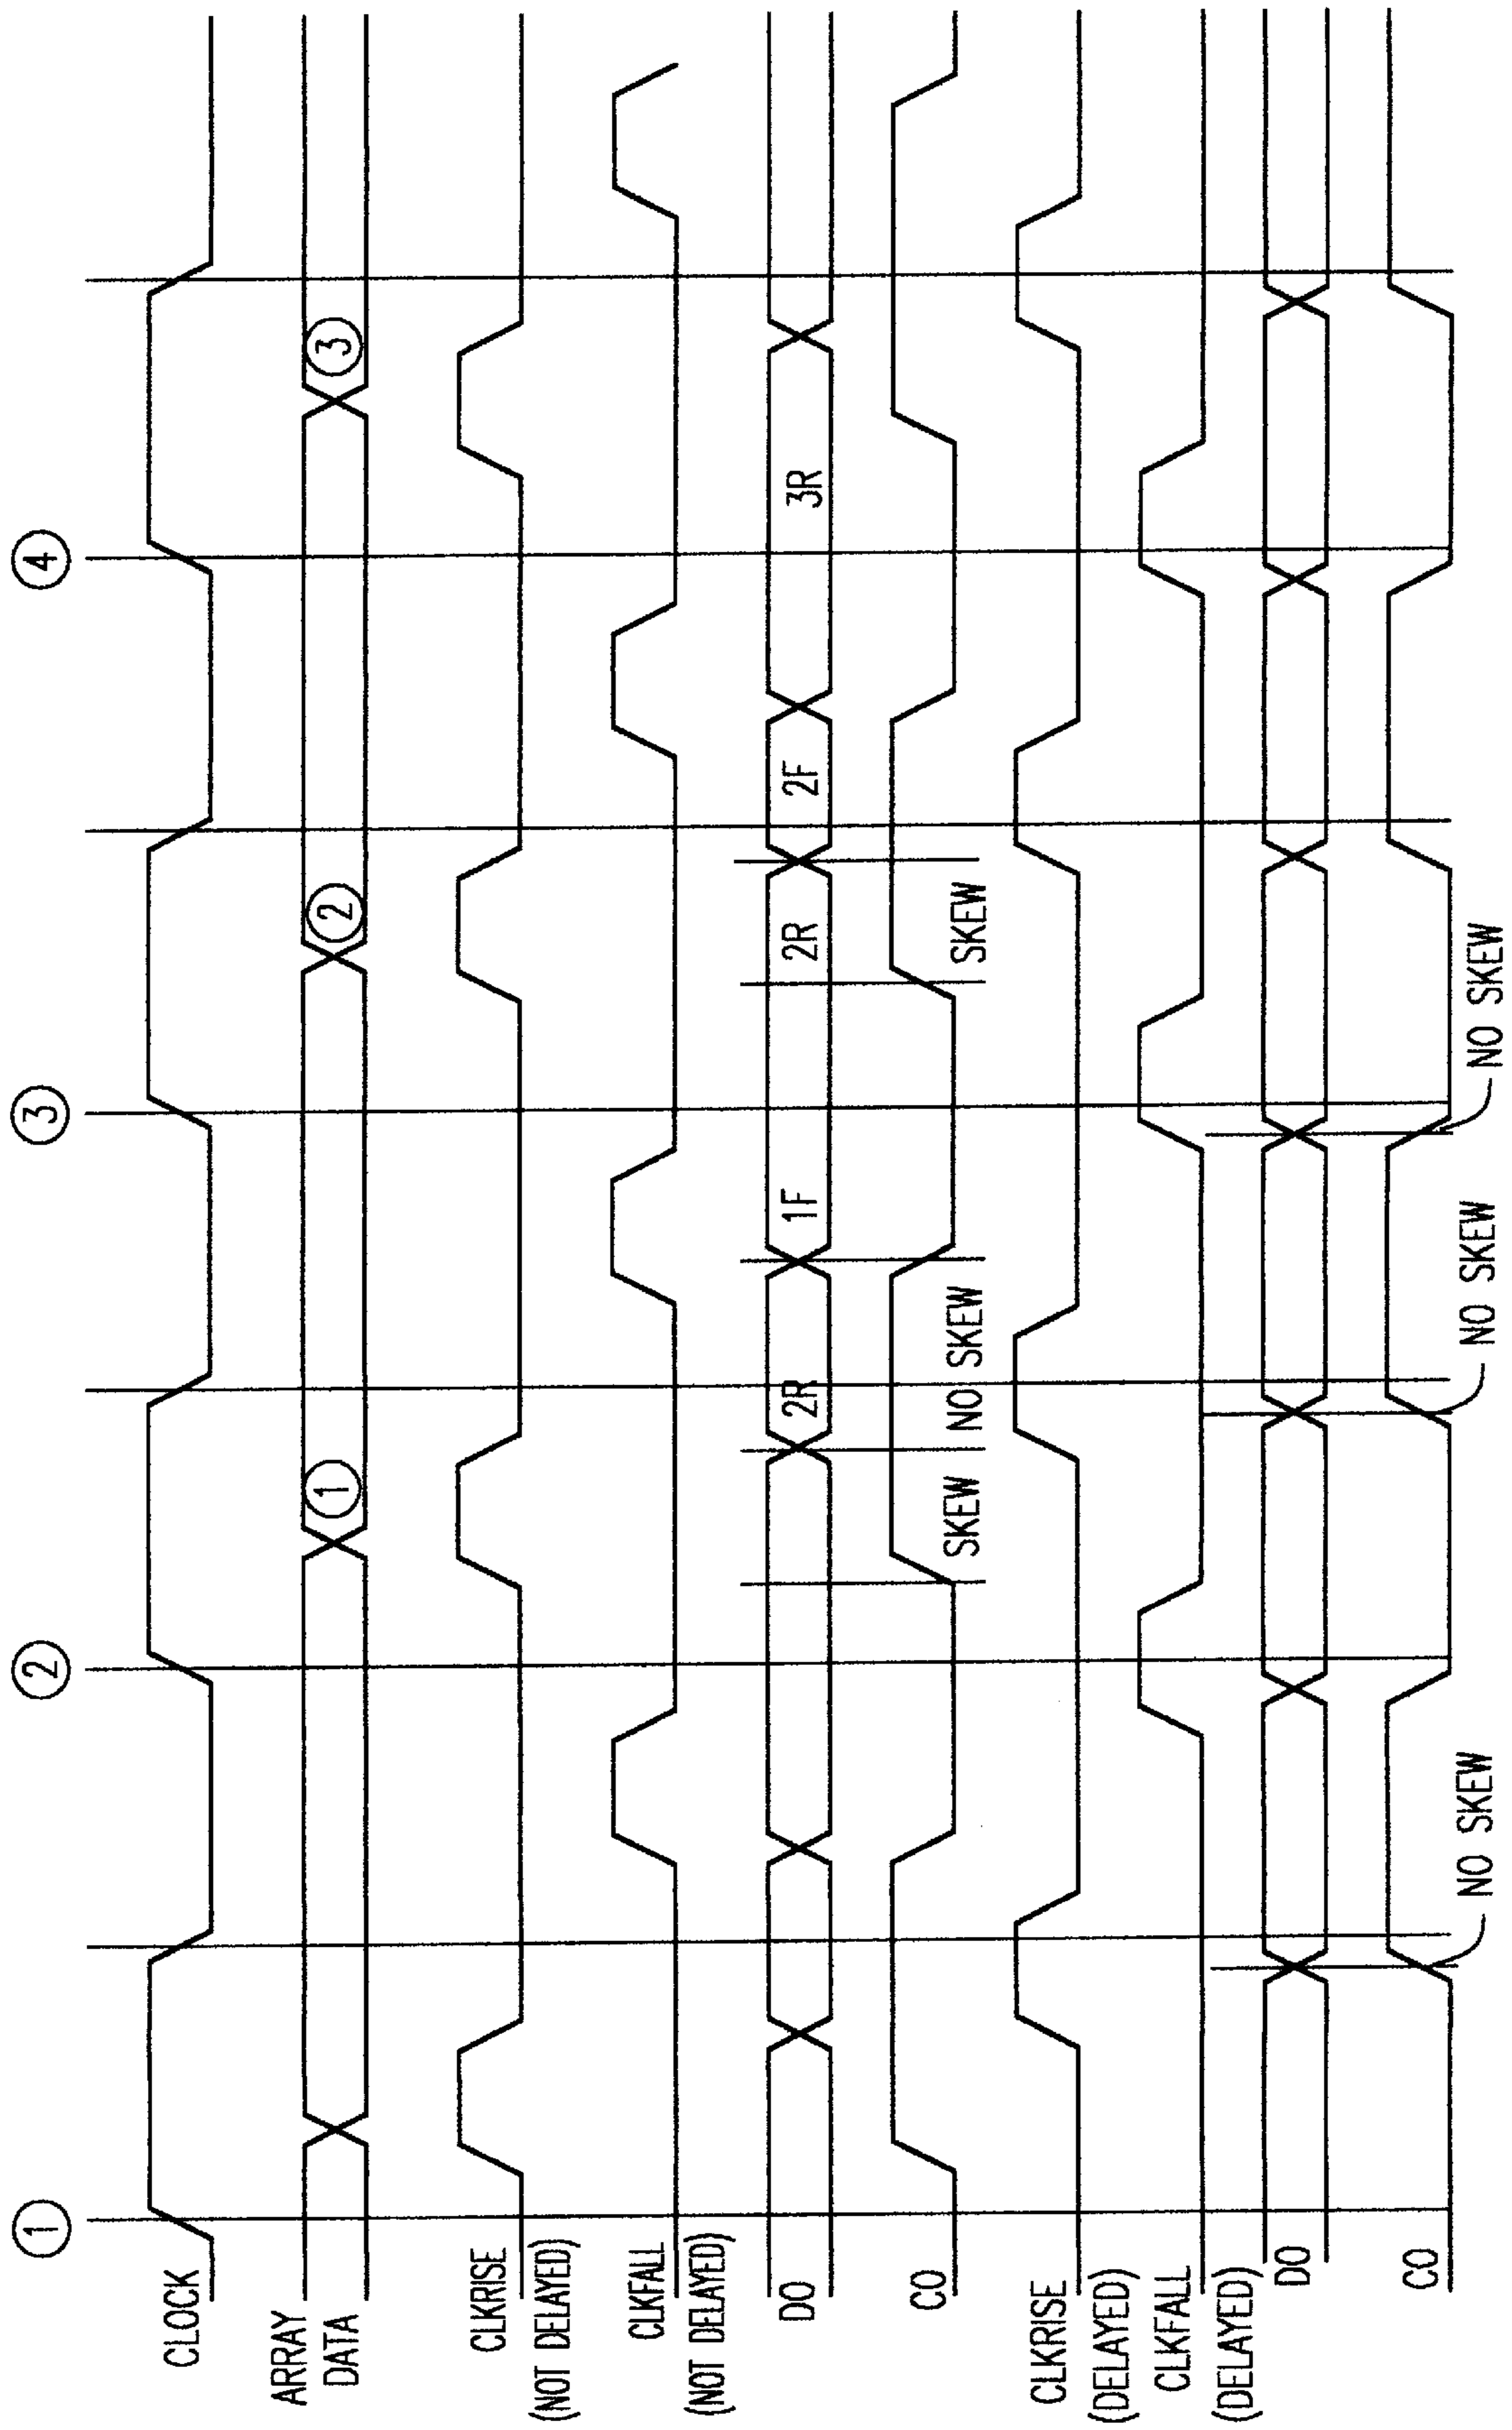 1 2 3 4
CLOCK
ARRAY
DATA
1 2 3
CLKRISE
(NOT DELAYED)
CLKFALL
(NOT DELAYED)
DO
2R 1F 2R 2F 3R
CO
SKEW NO SKEW SKEW
CLKRISE
(DELAYED)
CLKFALL
(DELAYED)
DO
CO
NO SKEW NO SKEW NO SKEW